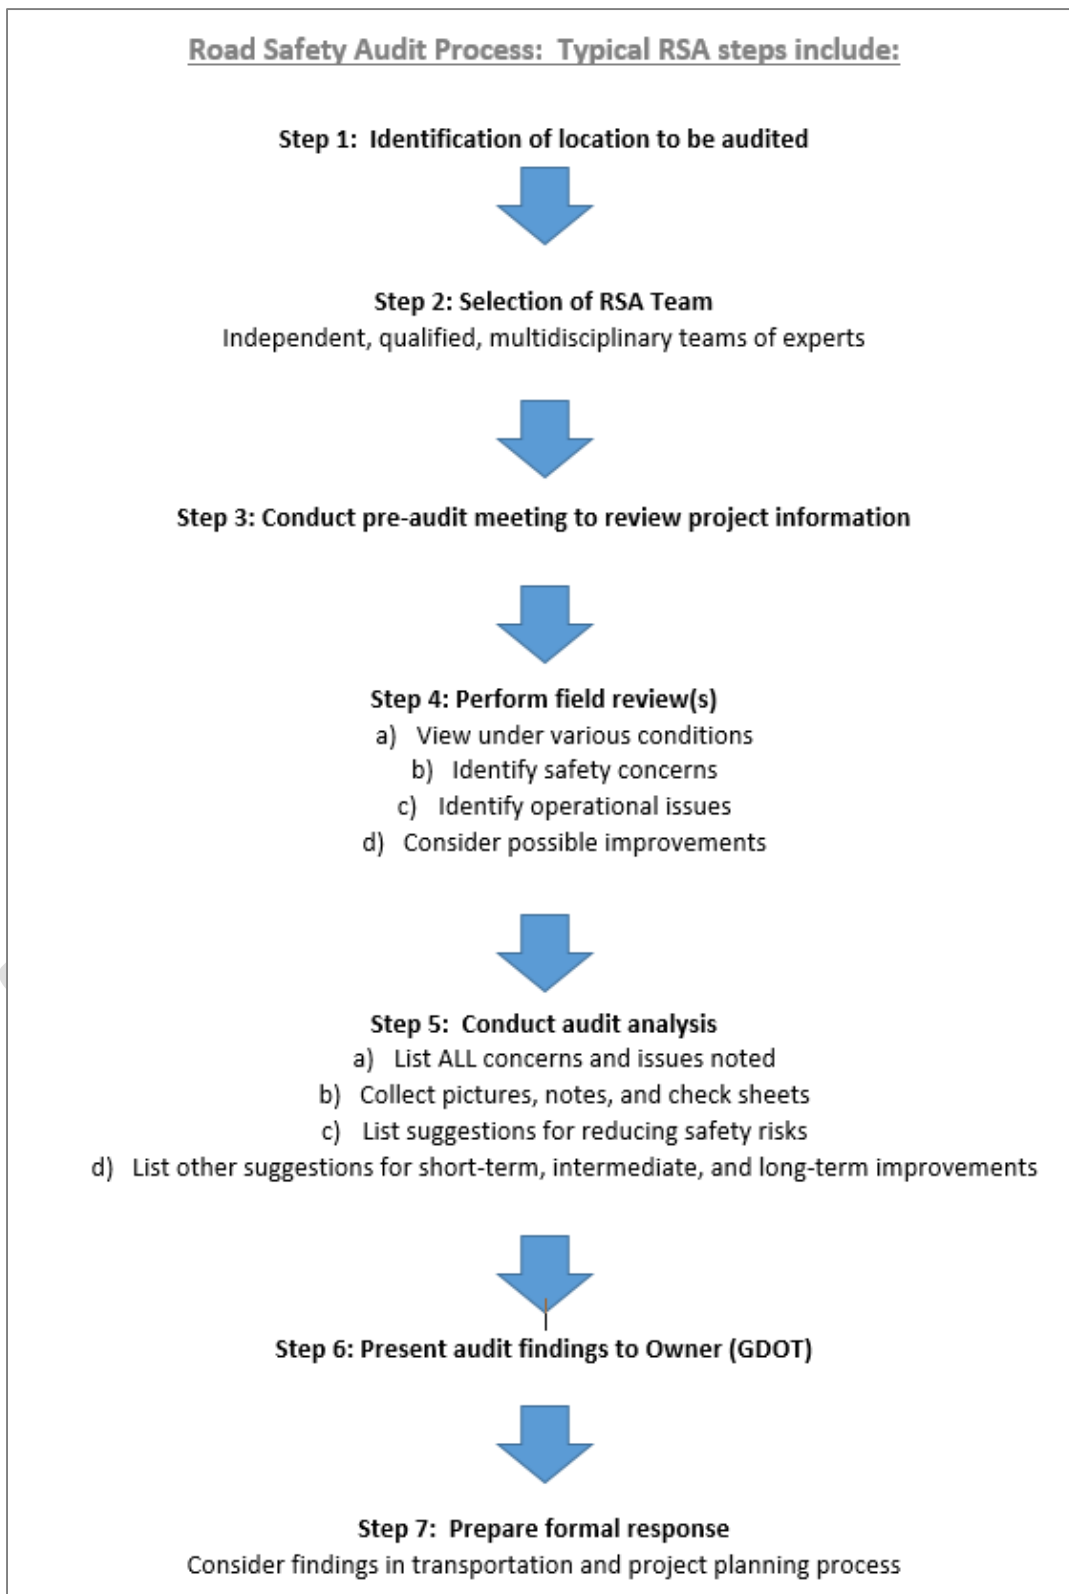 Road Safety Audit Process:  Typical RSA steps include:
Step 1:  Identification of location to be audited
Step 2: Selection of RSA Team
Independent, qualified, multidisciplinary teams of experts
Step 3: Conduct pre-audit meeting to review project information
Step 4: Perform field review(s)
a) View under various conditions
b) Identify safety concerns
c) Identify operational issues
d) Consider possible improvements
Step 5:  Conduct audit analysis
a) List ALL concerns and issues noted
b) Collect pictures, notes, and check sheets
c) List suggestions for reducing safety risks
d) List other suggestions for short-term, intermediate, and long-term improvements
Step 6: Present audit findings to Owner (GDOT)
Step 7:  Prepare formal response
Consider findings in transportation and project planning process